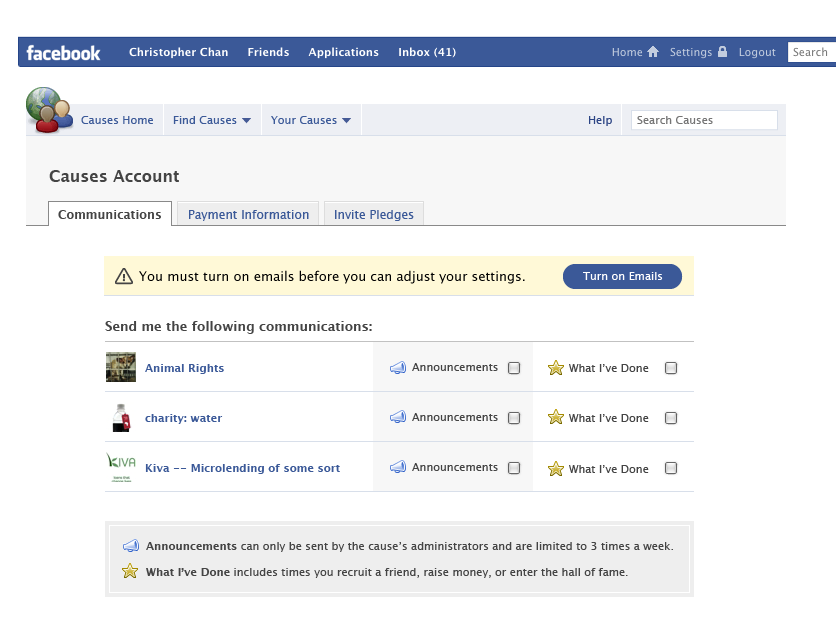 facebook Christopher Chan Friends Applications Inbox (41) Home Settings Logout Search
Causes Home Find Causes Your Causes Help Search Causes
Causes Account
Communications Payment Information Invite Pledges
You must turn on emails before you can adjust your settings. Turn on Emails
Send me the following communications:
Animal Rights Announcements What I've Done
charity: water Announcements What I've Done
KIVA Kiva -- Microlending of some sort Announcements What I've Done
Announcements can only be sent by the cause's administrators and are limited to 3 times a week.
What I've Done includes times you recruit a friend, raise money, or enter the hall of fame.